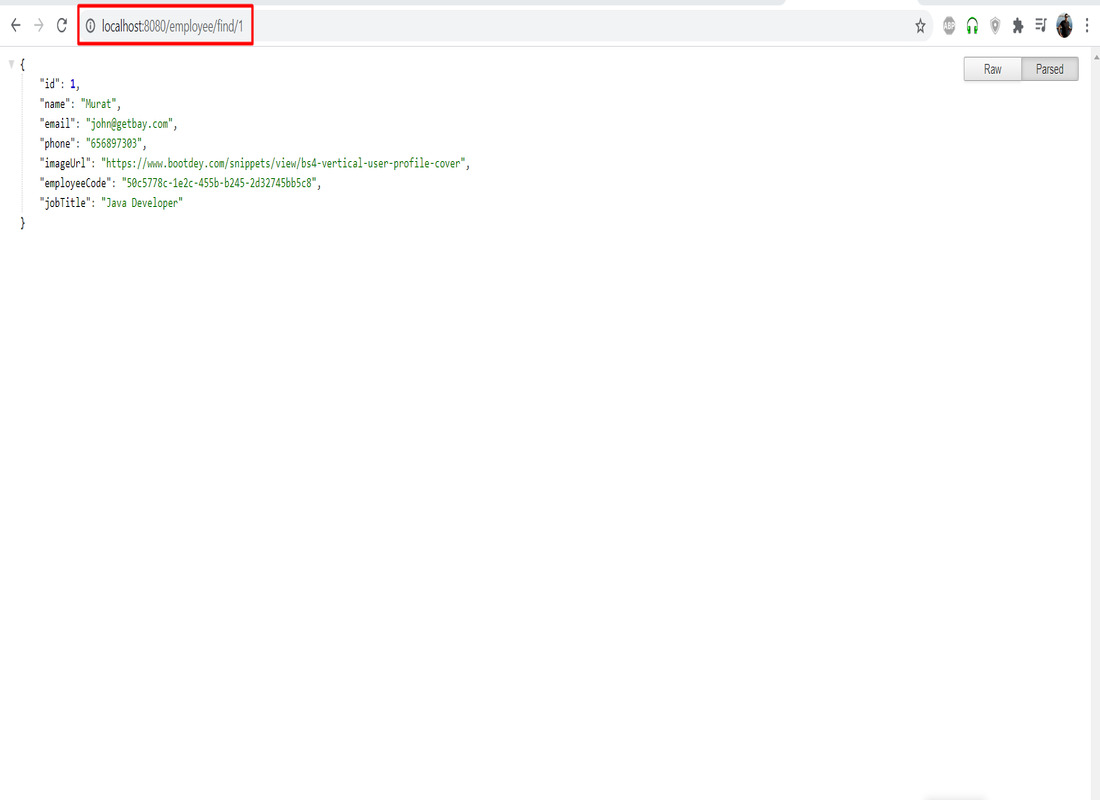 localhost:8080/employee/find/1
ABP
Raw Parsed
{
"id": 1,
"name": "Murat",
"email": "john@getbay.com",
"phone": "656897303",
"imageUrl": "https://www.bootdey.com/snippets/view/bs4-vertical-user-profile-cover",
"employeeCode": "50c5778c-1e2c-455b-b245-2d32745bb5c8",
"jobTitle": "Java Developer"
}